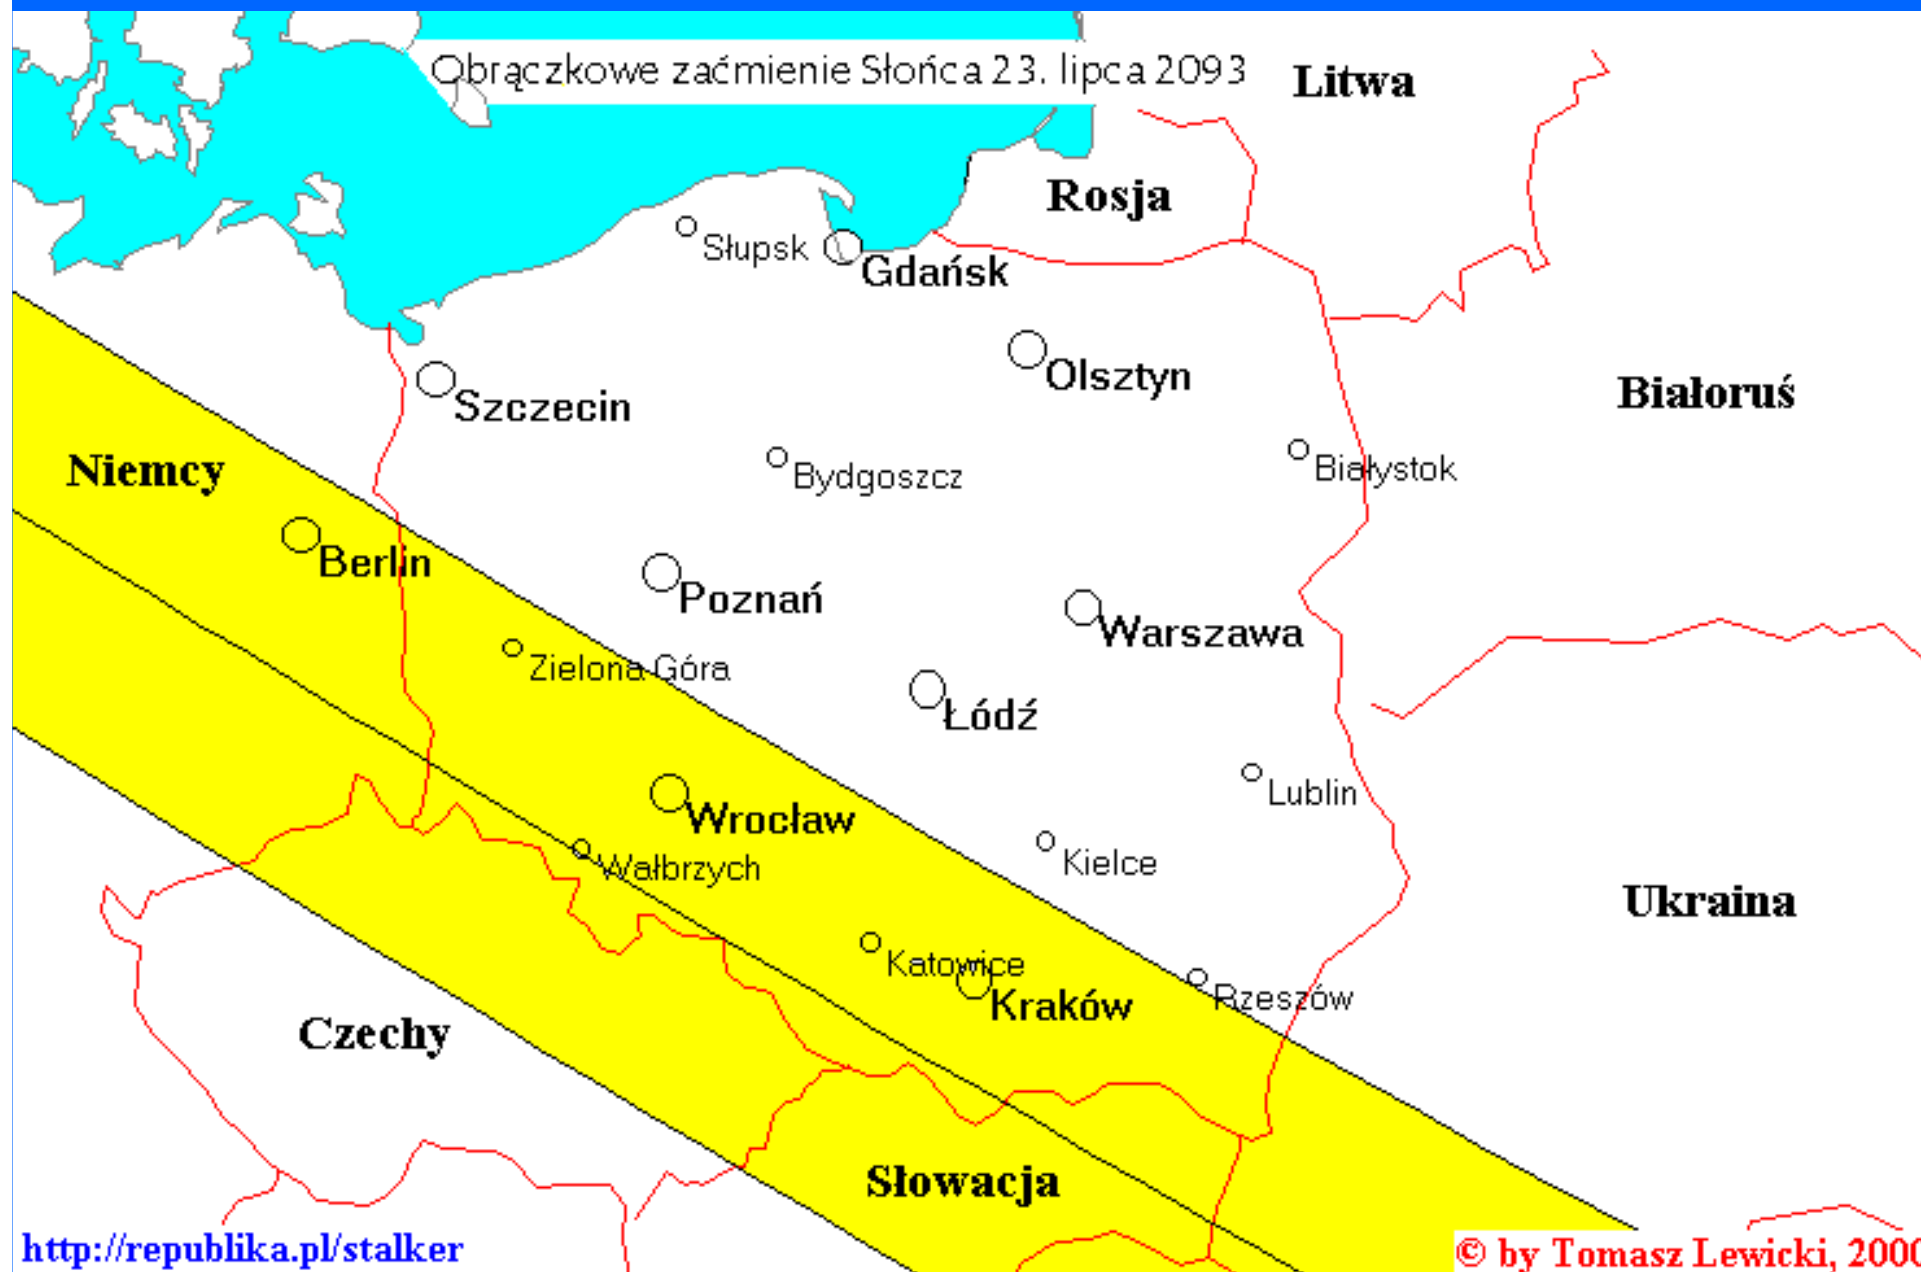 Obrączkowe zaćmienie Słońca 23. lipca 2093
Litwa
Rosja
Słupsk
Gdańsk
Olsztyn
Szczecin
Białoruś
Niemcy
Bydgoszcz
Białystok
Berlin
Poznań
Warszawa
Zielona Góra
Łódź
Lublin
Wrocław
Wałbrzych
Kielce
Ukraina
Katowice
Kraków
Rzeszów
Czechy
Słowacja
http://republika.pl/stalker
© by Tomasz Lewicki, 2000